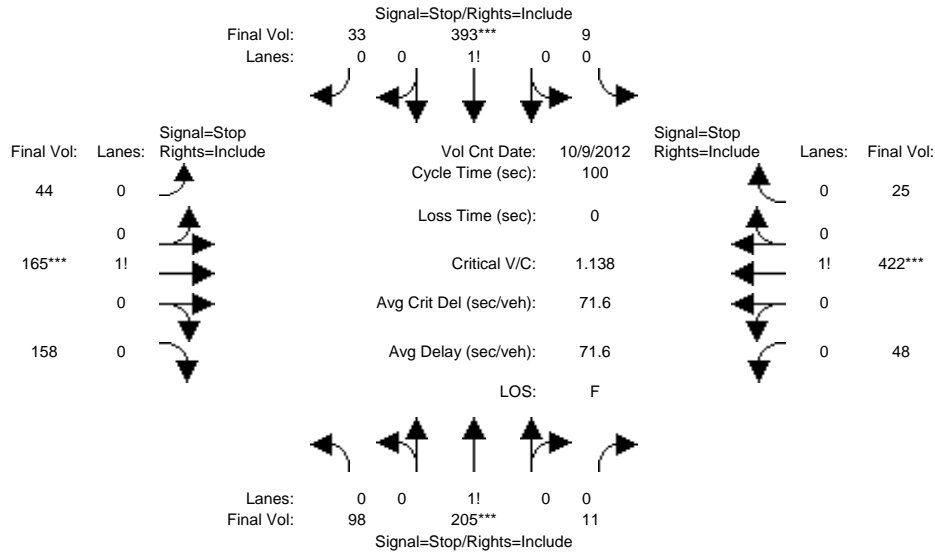 Signal=Stop/Rights=Include
Final Vol: 33 393*** 9
Lanes: 0 0 1! 0 0
Signal=Stop Signal=Stop
Final Vol: Lanes: Rights=Include Vol Cnt Date: 10/9/2012 Rights=Include Lanes: Final Vol:
Cycle Time (sec): 100
44 0 0 25
Loss Time (sec): 0
0 0
165*** 1! Critical V/C: 1.138 1! 422***
0 Avg Crit Del (sec/veh): 71.6 0
158 0 Avg Delay (sec/veh): 71.6 0 48
LOS: F
Lanes: 0 0 1! 0 0
Final Vol: 98 205*** 11
Signal=Stop/Rights=Include